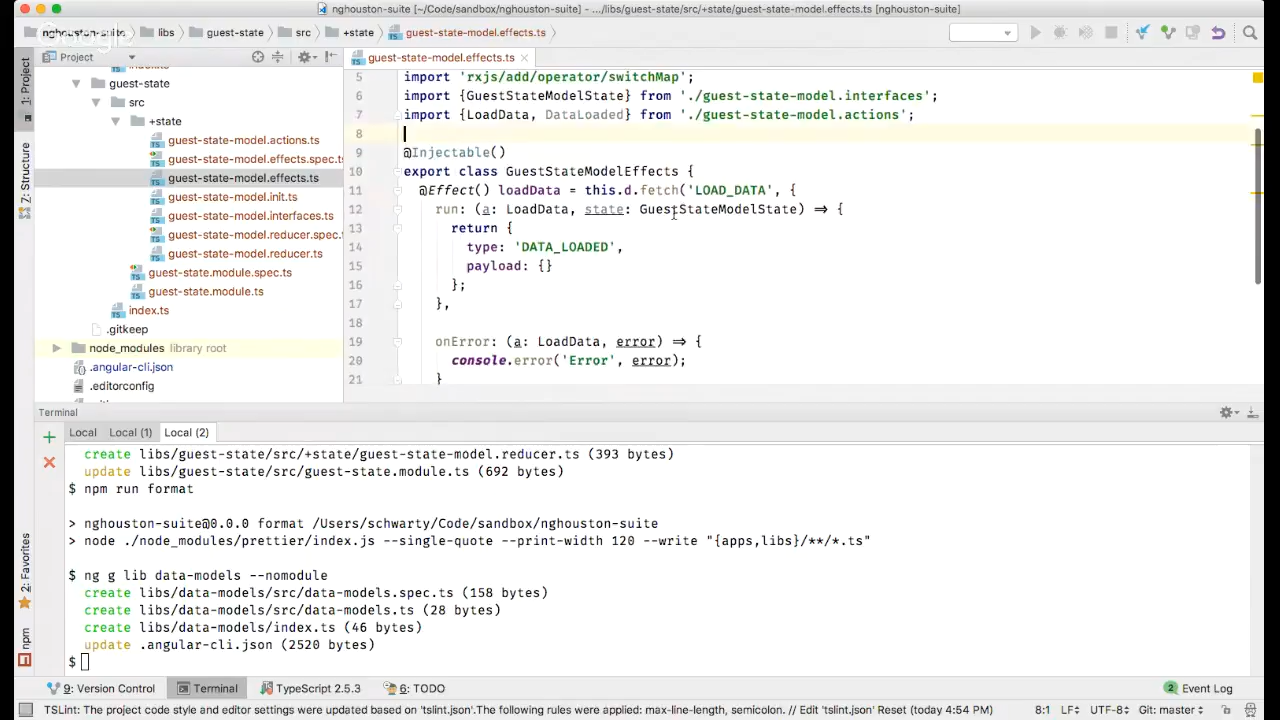 nghouston-suite [~/Code/sandbox/nghouston-suite] - .../libs/guest-state/src/+state/guest-state-model.effects.ts [nghouston-suite]
nghouston-suite libs guest-state src +state guest-state-model.effects.ts
Google
Project
guest-state-model.effects.ts
1: Project
Z: Structure
2: Favorites
npm
index.ts
guest-state
src
+state
guest-state-model.actions.ts
guest-state-model.effects.spec.ts
guest-state-model.effects.ts
guest-state-model.init.ts
guest-state-model.interfaces.ts
guest-state-model.reducer.spec.
guest-state-model.reducer.ts
guest-state.module.spec.ts
guest-state.module.ts
index.ts
.gitkeep
node_modules library root
.angular-cli.json
.editorconfig
5 import 'rxjs/add/operator/switchMap';
6 import {GuestStateModelState} from './guest-state-model.interfaces';
7 import {LoadData, DataLoaded} from './guest-state-model.actions';
8
9 @Injectable()
10 export class GuestStateModelEffects {
11 @Effect() loadData = this.d.fetch('LOAD_DATA', {
12 run: (a: LoadData, state: GuestStateModelState) => {
13 return {
14 type: 'DATA_LOADED',
15 payload: {}
16 };
17 },
18
19 onError: (a: LoadData, error) => {
20 console.error('Error', error);
21 }
Terminal
Local Local (1) Local (2)
create libs/guest-state/src/+state/guest-state-model.reducer.ts (393 bytes)
update libs/guest-state/src/guest-state.module.ts (692 bytes)
$ npm run format
> nghouston-suite@0.0.0 format /Users/schwarty/Code/sandbox/nghouston-suite
> node ./node_modules/prettier/index.js --single-quote --print-width 120 --write "{apps,libs}/**/*.ts"
$ ng g lib data-models --nomodule
create libs/data-models/src/data-models.spec.ts (158 bytes)
create libs/data-models/src/data-models.ts (28 bytes)
create libs/data-models/index.ts (46 bytes)
update .angular-cli.json (2520 bytes)
$
9: Version Control Terminal TypeScript 2.5.3 6: TODO 2 Event Log
TSLint: The project code style and editor settings were updated based on 'tslint.json'.The following rules were applied: max-line-length, semicolon. // Edit 'tslint.json' Reset (today 4:54 PM) 8:1 LF÷ UTF-8÷ Git: master÷